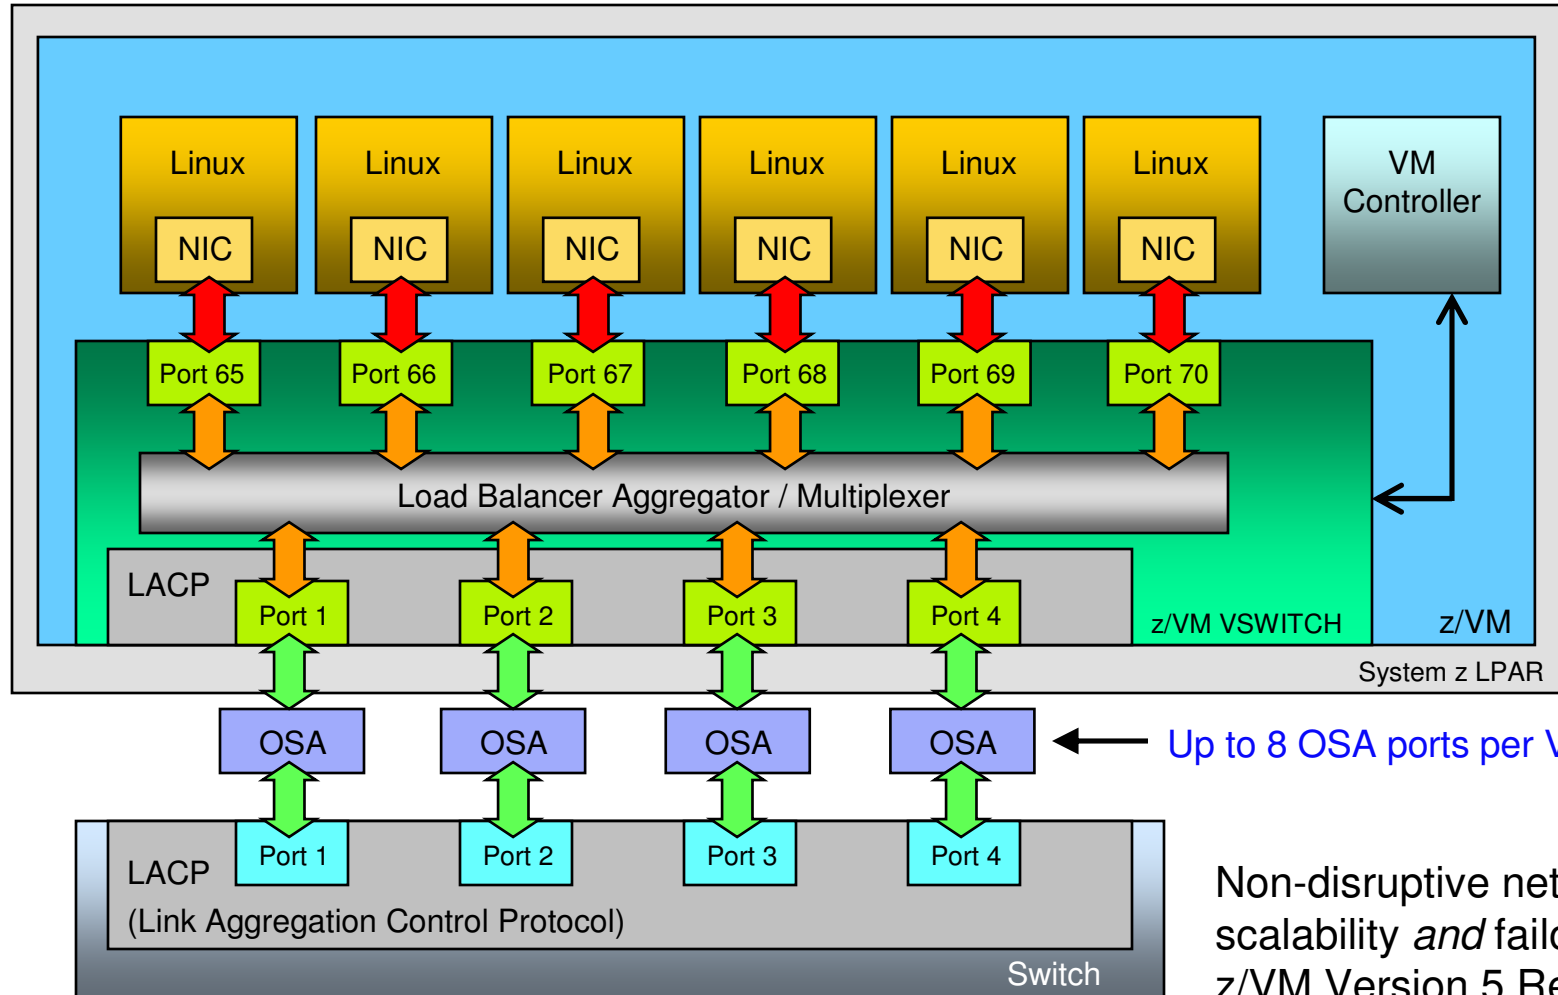 Linux Linux Linux Linux Linux Linux VM
Controller
NIC NIC NIC NIC NIC NIC
Port 65 Port 66 Port 67 Port 68 Port 69 Port 70
Load Balancer Aggregator / Multiplexer
LACP
Port 1 Port 2 Port 3 Port 4
z/VM VSWITCH z/VM
System z LPAR
OSA OSA OSA OSA
Up to 8 OSA ports per
Port 1 Port 2 Port 3 Port 4
LACP
(Link Aggregation Control Protocol)
Switch
Non-disruptive
scalability and
z/VM Version 5